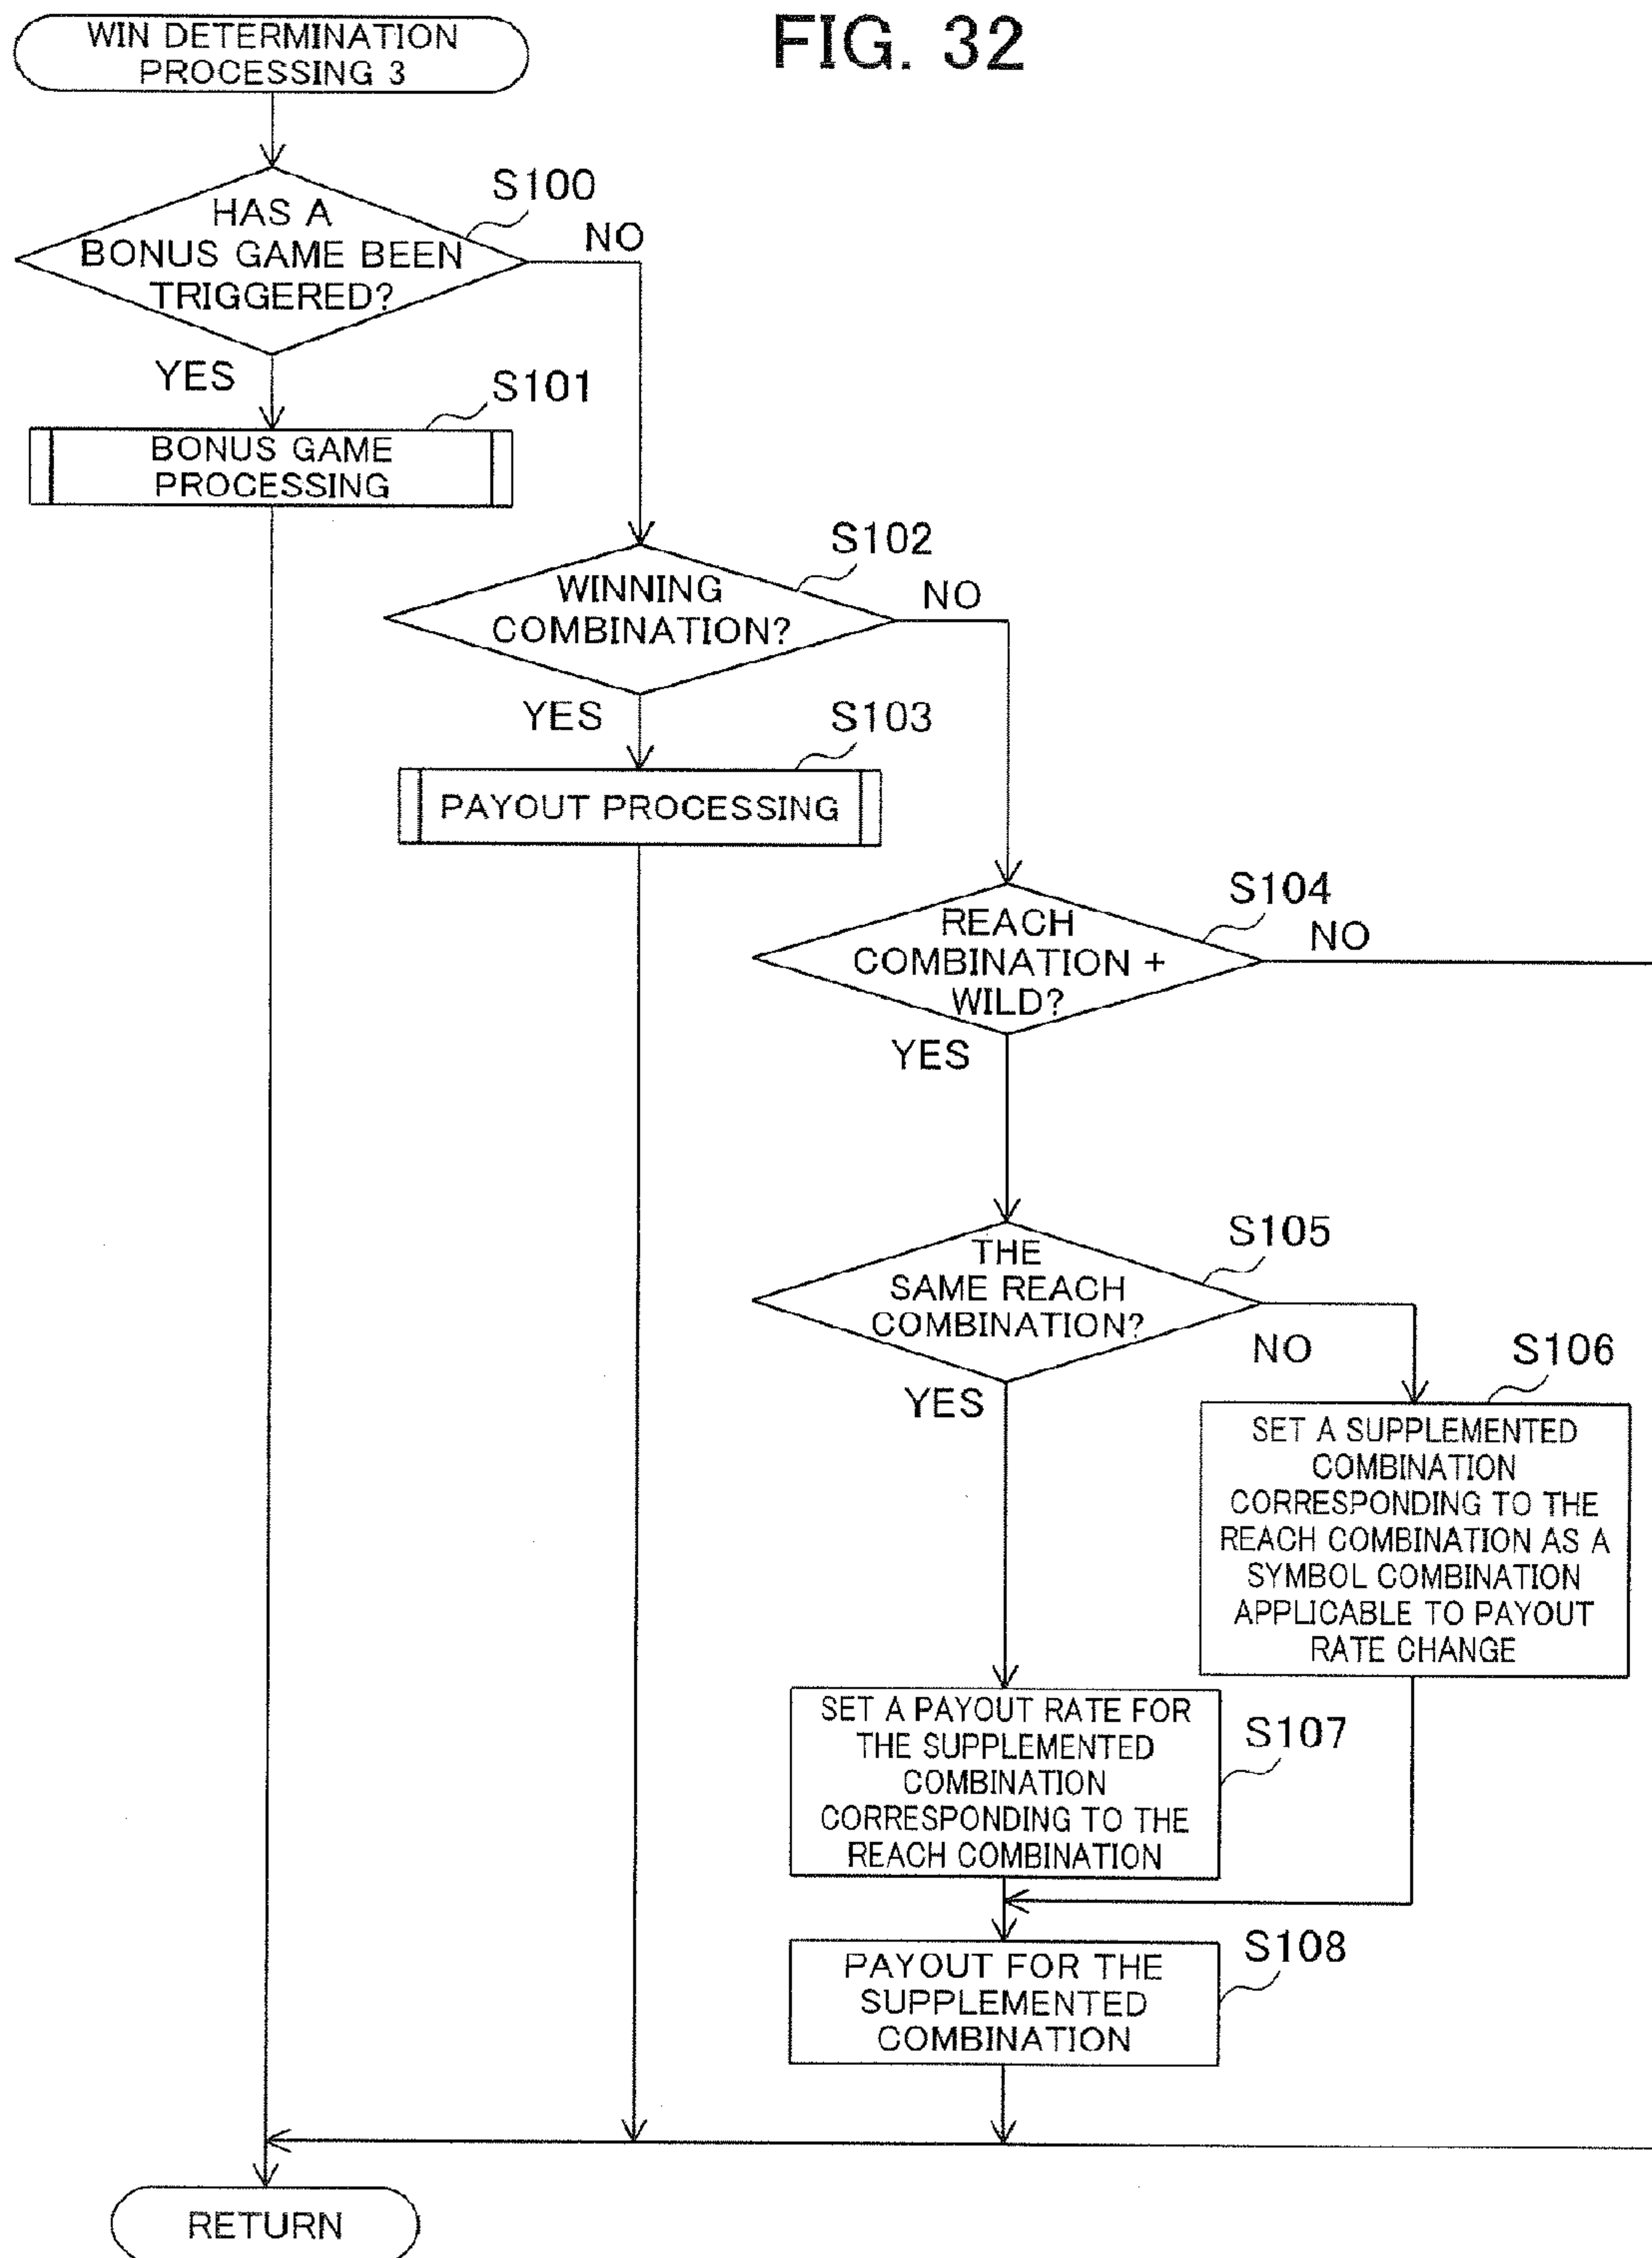 FIG. 32
WIN DETERMINATION
PROCESSING 3
S100
HAS A
BONUS GAME BEEN
TRIGGERED?
NO
YES
S101
BONUS GAME
PROCESSING
S102
WINNING
COMBINATION?
NO
YES
S103
PAYOUT PROCESSING
S104
REACH
COMBINATION +
WILD?
NO
YES
S105
THE
SAME REACH
COMBINATION?
NO
YES
S106
SET A SUPPLEMENTED
COMBINATION
CORRESPONDING TO THE
REACH COMBINATION AS A
SYMBOL COMBINATION
APPLICABLE TO PAYOUT
RATE CHANGE
S107
SET A PAYOUT RATE FOR
THE SUPPLEMENTED
COMBINATION
CORRESPONDING TO THE
REACH COMBINATION
S108
PAYOUT FOR THE
SUPPLEMENTED
COMBINATION
RETURN